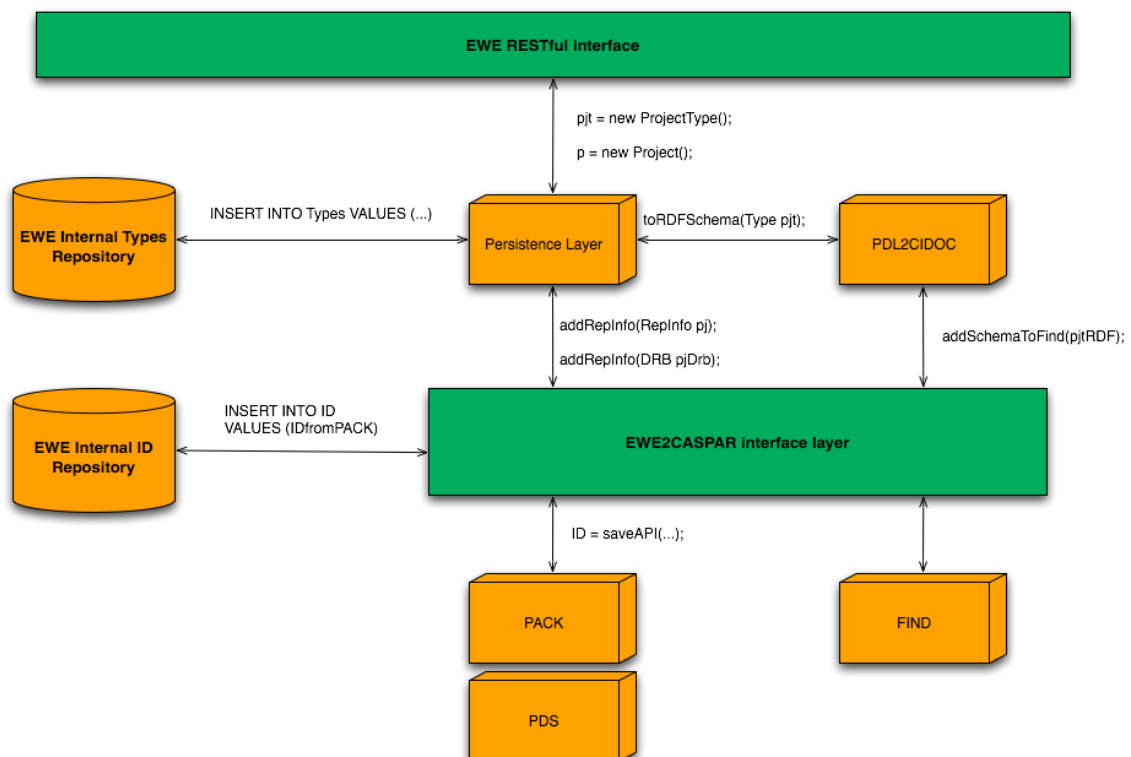 EWE RESTful interface
pjt = new ProjectType();
p = new Project();
EWE Internal Types
Repository
INSERT INTO Types VALUES (...)
Persistence Layer
toRDFSchema(Type pjt);
PDL2CIDOC
addRepInfo(RepInfo pj);
addRepInfo(DRB pjDrb);
addSchemaToFind(pjtRDF);
EWE Internal ID
Repository
INSERT INTO ID
VALUES (IDfromPACK)
EWE2CASPAR interface layer
ID = saveAPI(...);
PACK
FIND
PDS